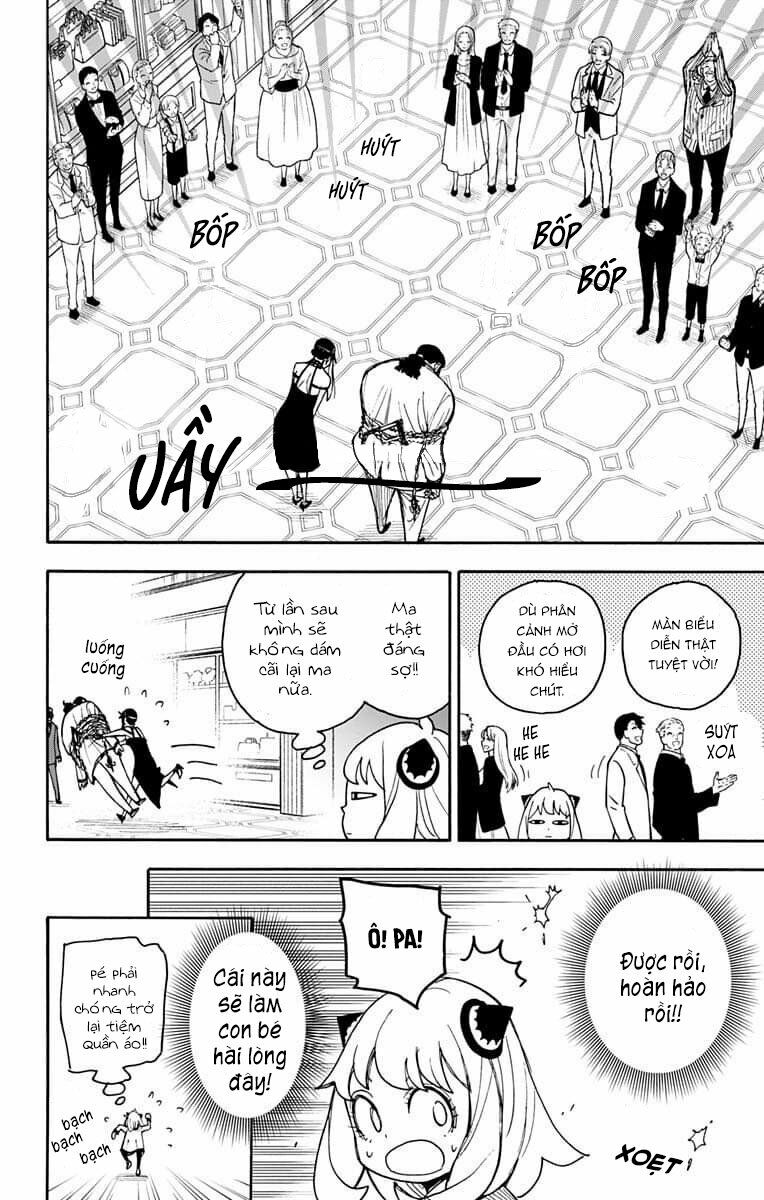 HUÝT
HUÝT
BỐP
BỐP
BỐP
UẦY
MÀN BIỂU
DIỄN THẬT
TUYỆT VỜI!
DÙ PHÂN
CẢNH MỞ
ĐẦU CÓ HƠI
KHÓ HIỂU
CHÚT.
HE
HE HE
SUÝT
XOA
Ma
thật
đáng
sợ!!
Từ lần sau
mình sẽ
không dám
cãi lại ma
nữa.
luống
cuống
Được rồi,
hoàn hảo
rồi!!
XOẸT
Ô! PA!
Cái này
sẽ làm
con bé
hài lòng
đây!
Pé phải
nhanh
chóng trở
lại tiệm
Quần áo!!
bạch
bạch
bạch